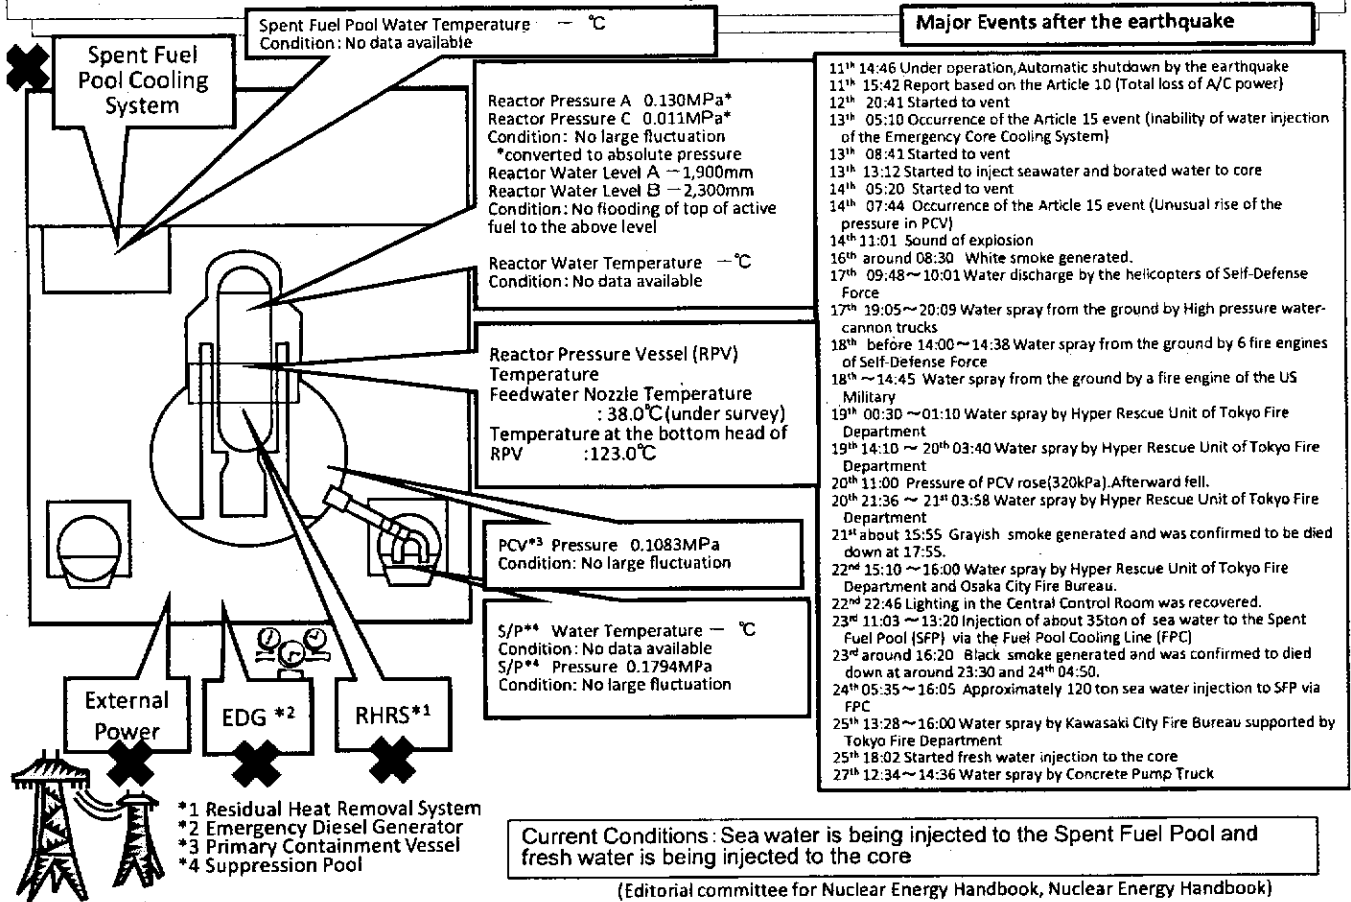 Spent Fuel Pool Water Temperature － ℃
Condition: No data available
Major Events after the earthquake
Spent Fuel
Pool Cooling
System
Reactor Pressure A 0.130MPa*
Reactor Pressure C 0.011MPa*
Condition: No large fluctuation
*converted to absolute pressure
Reactor Water Level A －1,900mm
Reactor Water Level B －2,300mm
Condition: No flooding of top of active
fuel to the above level
Reactor Water Temperature －℃
Condition: No data available
Reactor Pressure Vessel (RPV)
Temperature
Feedwater Nozzle Temperature
: 38.0℃(under survey)
Temperature at the bottom head of
RPV :123.0℃
PCV*3 Pressure 0.1083MPa
Condition: No large fluctuation
S/P*4 Water Temperature － ℃
Condition: No data available
S/P*4 Pressure 0.1794MPa
Condition: No large fluctuation
11th 14:46 Under operation,Automatic shutdown by the earthquake
11th 15:42 Report based on the Article 10 (Total loss of A/C power)
12th 20:41 Started to vent
13th 05:10 Occurrence of the Article 15 event (Inability of water injection
of the Emergency Core Cooling System)
13th 08:41 Started to vent
13th 13:12 Started to inject seawater and borated water to core
14th 05:20 Started to vent
14th 07:44 Occurrence of the Article 15 event (Unusual rise of the
pressure in PCV)
14th 11:01 Sound of explosion
16th around 08:30 White smoke generated.
17th 09:48～10:01 Water discharge by the helicopters of Self-Defense
Force
17th 19:05～20:09 Water spray from the ground by High pressure water-
cannon trucks
18th before 14:00～14:38 Water spray from the ground by 6 fire engines
of Self-Defense Force
18th ～14:45 Water spray from the ground by a fire engine of the US
Military
19th 00:30 ～01:10 Water spray by Hyper Rescue Unit of Tokyo Fire
Department
19th 14:10 ～ 20th 03:40 Water spray by Hyper Rescue Unit of Tokyo Fire
Department
20th 11:00 Pressure of PCV rose(320kPa).Afterward fell.
20th 21:36 ～ 21st 03:58 Water spray by Hyper Rescue Unit of Tokyo Fire
Department
21st about 15:55 Grayish smoke generated and was confirmed to be died
down at 17:55.
22nd 15:10 ～16:00 Water spray by Hyper Rescue Unit of Tokyo Fire
Department and Osaka City Fire Bureau.
22nd 22:46 Lighting in the Central Control Room was recovered.
23rd 11:03 ～13:20 Injection of about 35ton of sea water to the Spent
Fuel Pool (SFP) via the Fuel Pool Cooling Line (FPC)
23rd around 16:20 Black smoke generated and was confirmed to died
down at around 23:30 and 24th 04:50.
24th 05:35～16:05 Approximately 120 ton sea water injection to SFP via
FPC
25th 13:28～16:00 Water spray by Kawasaki City Fire Bureau supported by
Tokyo Fire Department
25th 18:02 Started fresh water injection to the core
27th 12:34～14:36 Water spray by Concrete Pump Truck
External
Power
EDG *2
RHRS*1
*1 Residual Heat Removal System
*2 Emergency Diesel Generator
*3 Primary Containment Vessel
*4 Suppression Pool
Current Conditions : Sea water is being injected to the Spent Fuel Pool and
fresh water is being injected to the core
(Editorial committee for Nuclear Energy Handbook, Nuclear Energy Handbook)